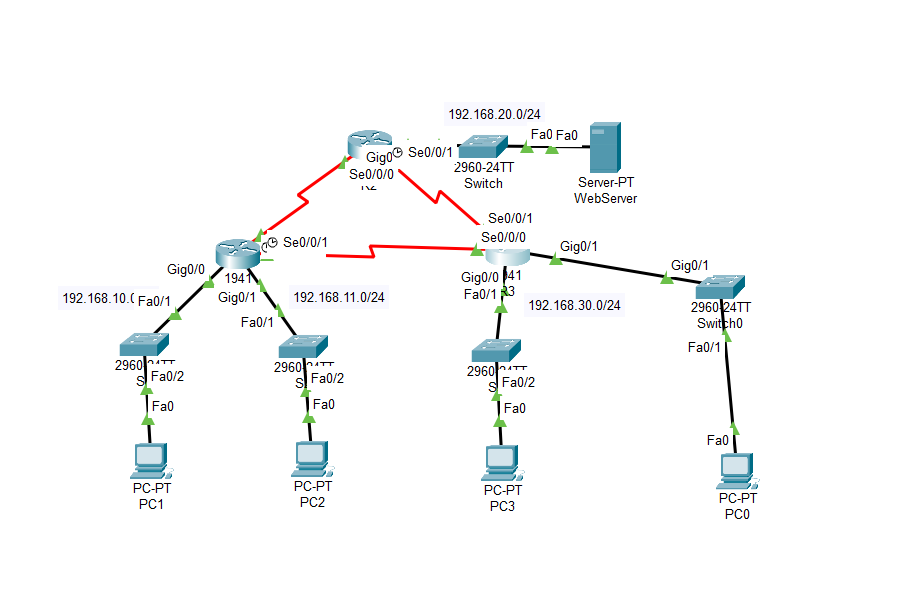 192.168.20.0/24
Fa0
Fa0
Gig0
Se0/0/1
Se0/0/0
2960-24TT
Switch
Server-PT
WebServer
Se0/0/1
Se0/0/0
Se0/0/1
Gig0/1
Gig0/0
1941
Gig0/1
Gig0/0
Gig0/1
192.168.10.0
Fa0/1
192.168.11.0/24
Fa0/1
Fa0/1
192.168.30.0/24
2960-24TT
Switch0
Fa0/1
Fa0/2
Fa0/2
Fa0/2
Fa0
Fa0
Fa0
Fa0
PC-PT
PC1
PC-PT
PC2
PC-PT
PC3
PC-PT
PC0